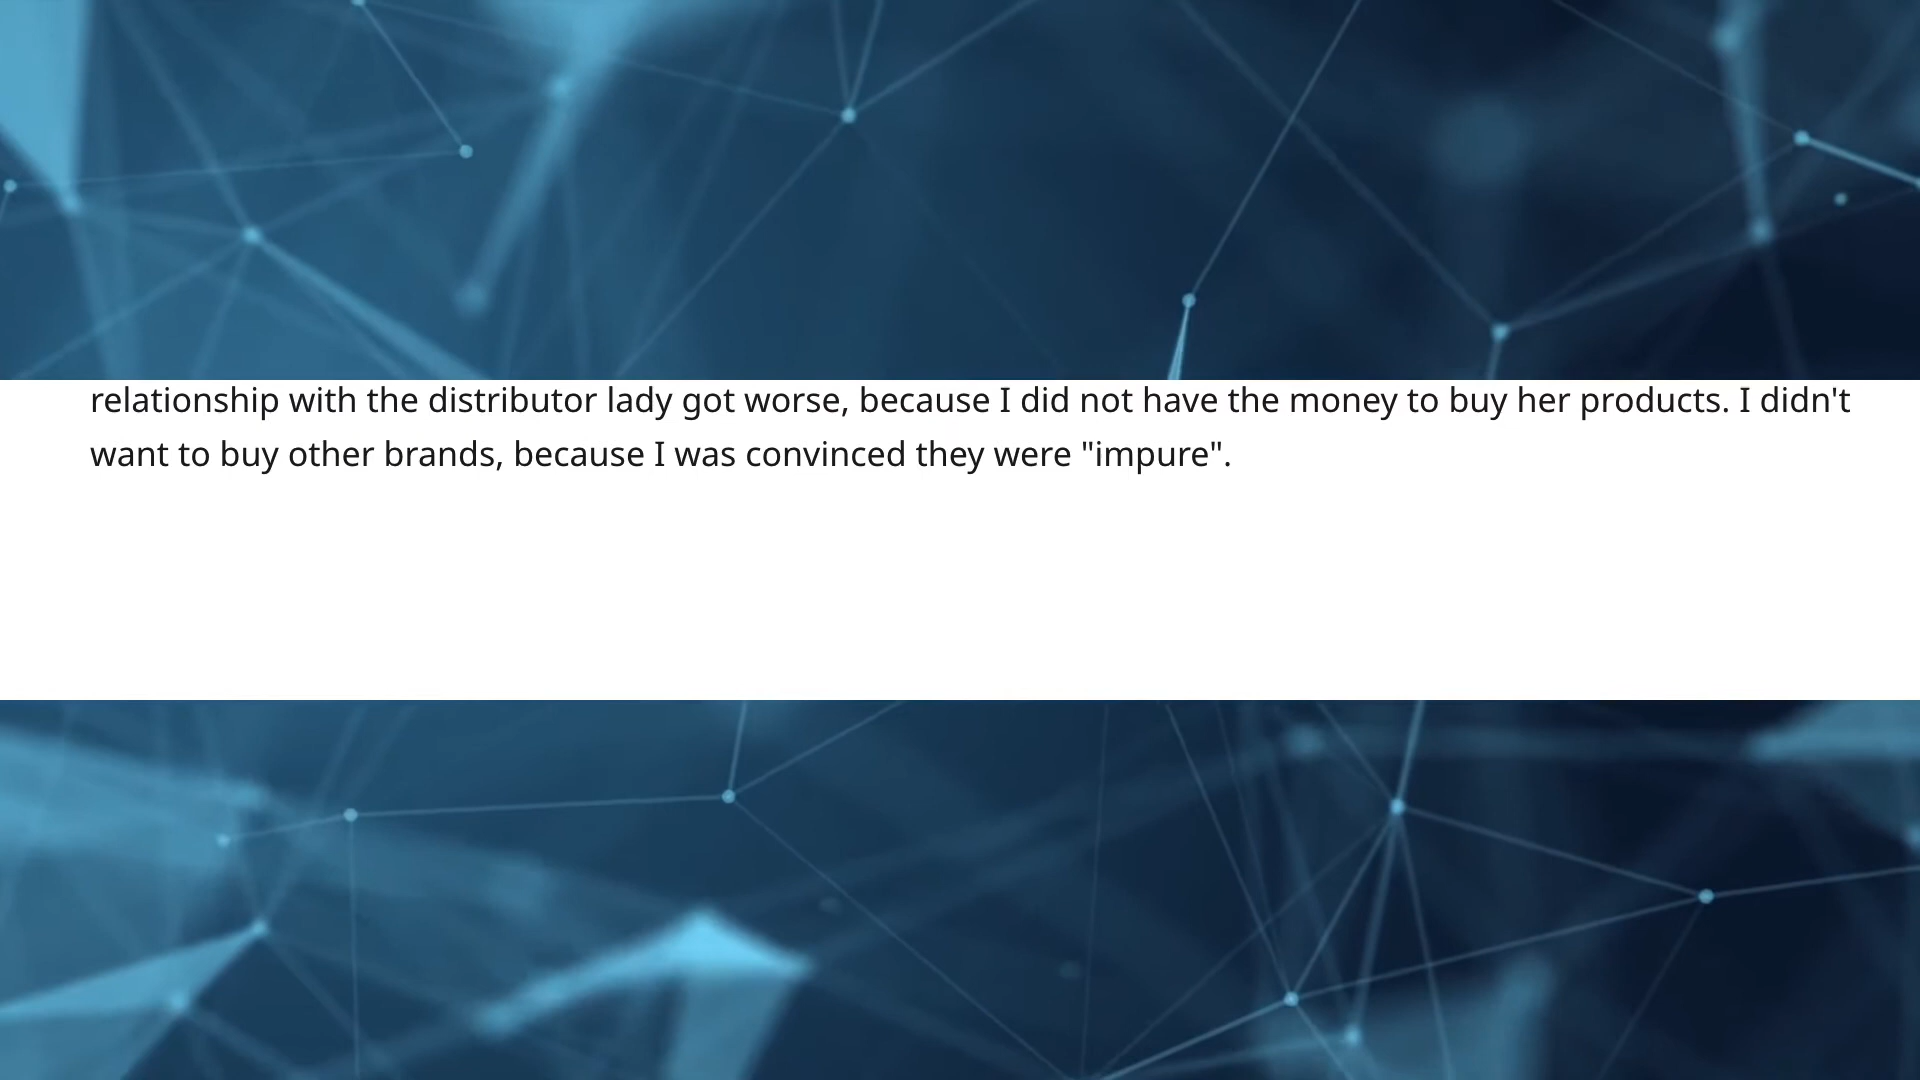 relationship with the distributor lady got worse, because I did not have the money to buy her products. I didn't
want to buy other brands, because I was convinced they were "impure".